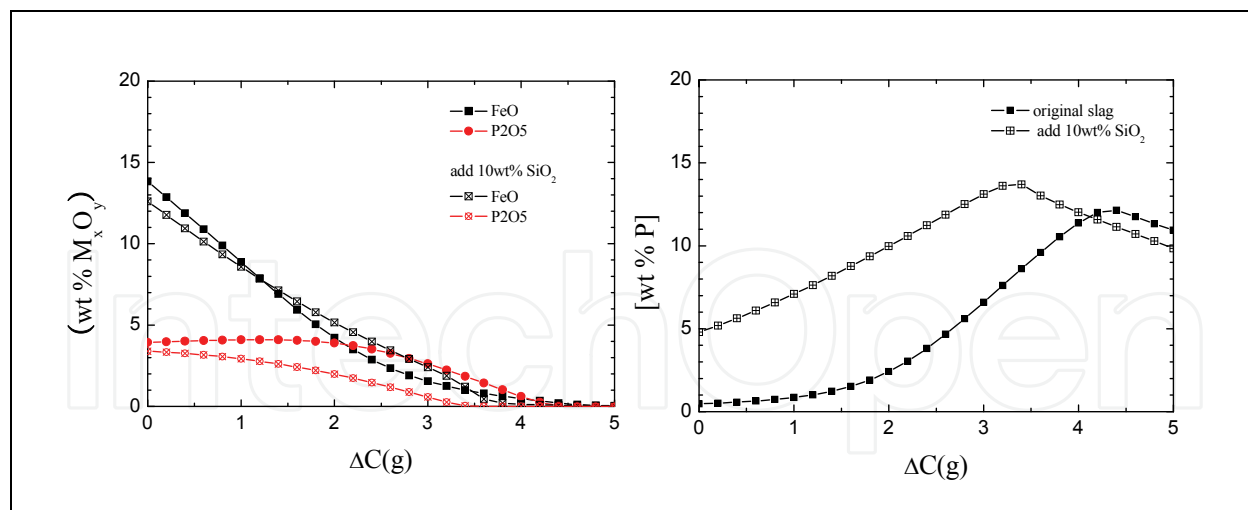 20
15
10
5
0
0 1 2 3 4 5
(wt % MₓOᵧ)
ΔC(g)
FeO
P2O5
add 10wt% SiO₂
FeO
P2O5
20
15
10
5
0
0 1 2 3 4 5
[wt % P]
ΔC(g)
original slag
add 10wt% SiO₂
IntechOpen